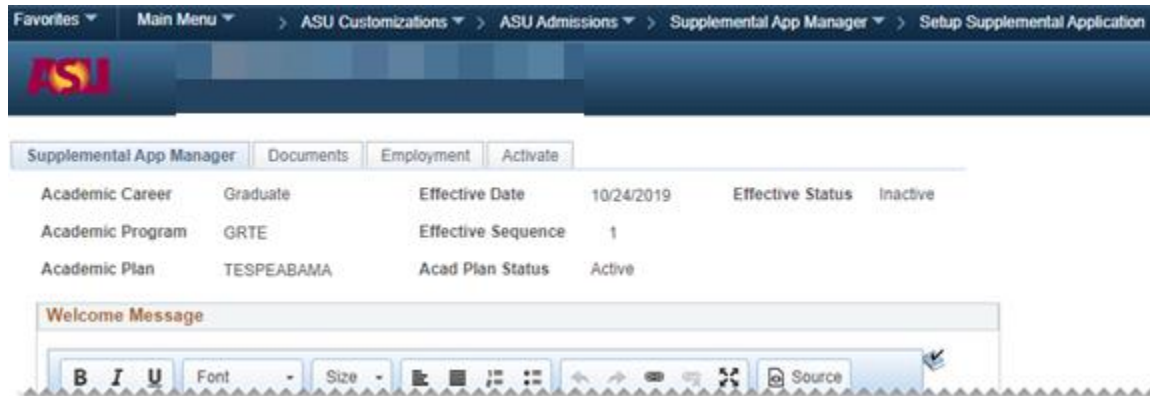 Favorites Main Menu > ASU Customizations > ASU Admissions > Supplemental App Manager > Setup Supplemental Application
ASU
Supplemental App Manager Documents Employment Activate
Academic Career Graduate Effective Date 10/24/2019 Effective Status Inactive
Academic Program GRTE Effective Sequence 1
Academic Plan TESPEABAMA Acad Plan Status Active
Welcome Message
B I U Font Size Source